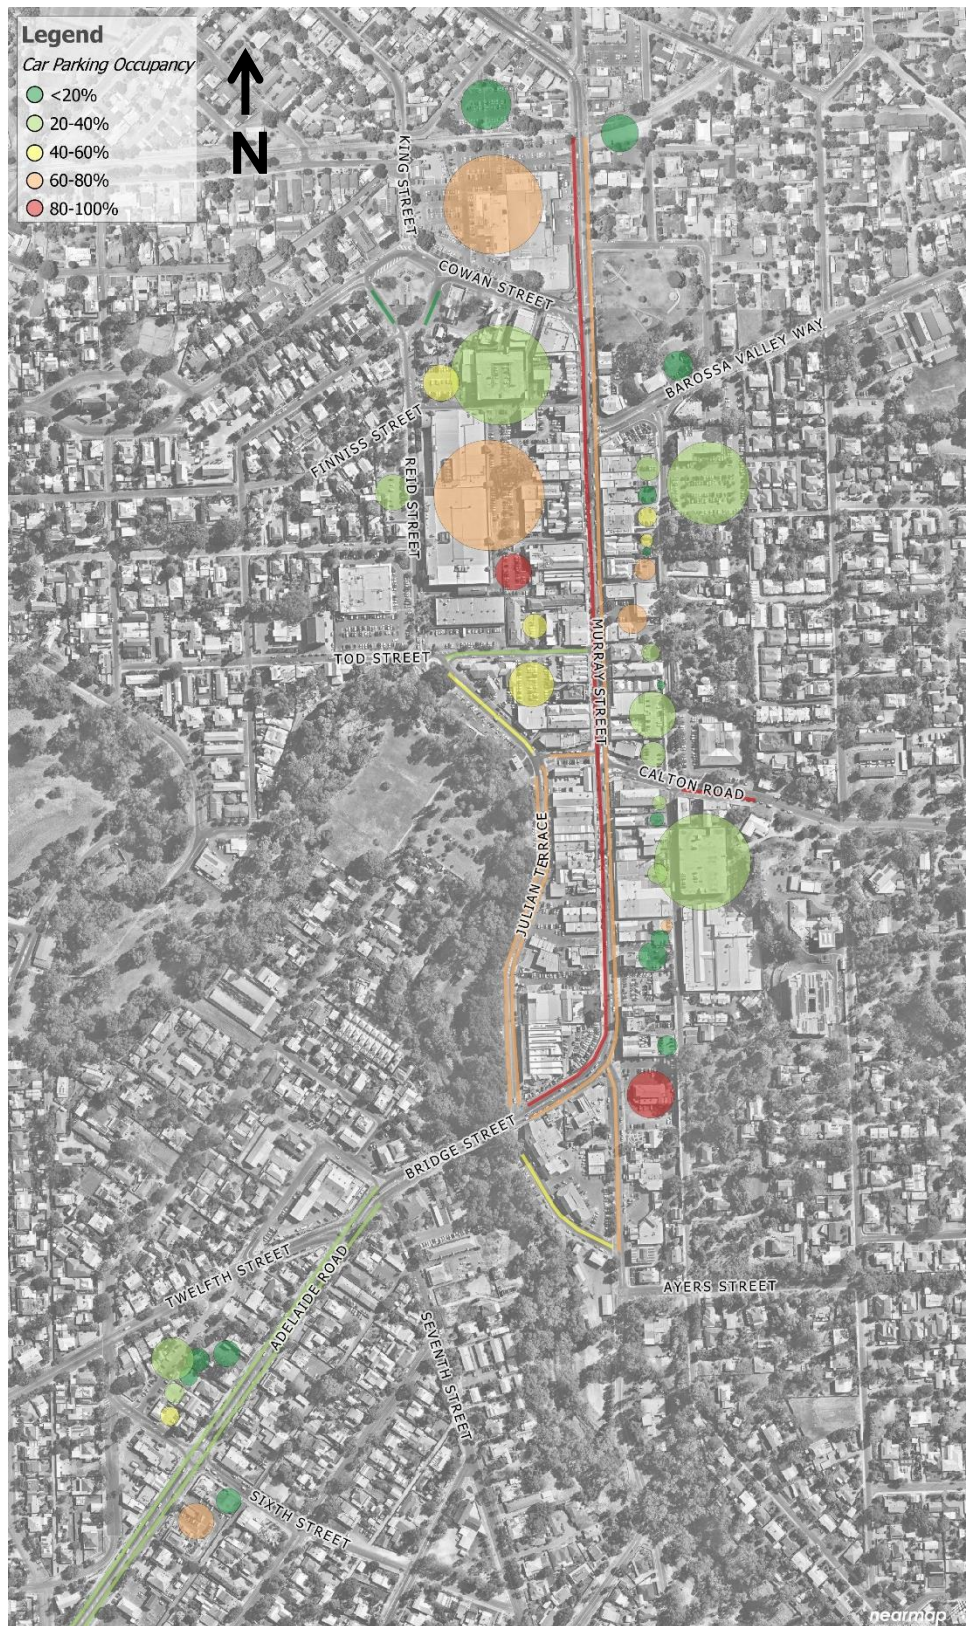 Legend
Car Parking Occupancy
<20%
20-40%
40-60%
60-80%
80-100%
N
KING STREET
COWAN STREET
BAROSSA VALLEY WAY
FINNISS STREET
REID STREET
MURRAY STREET
TOD STREET
CALTON ROAD
JULIAN TERRACE
BRIDGE STREET
TWELFTH STREET
ADELAIDE ROAD
AYERS STREET
SEVENTH STREET
SIXTH STREET
nearmap